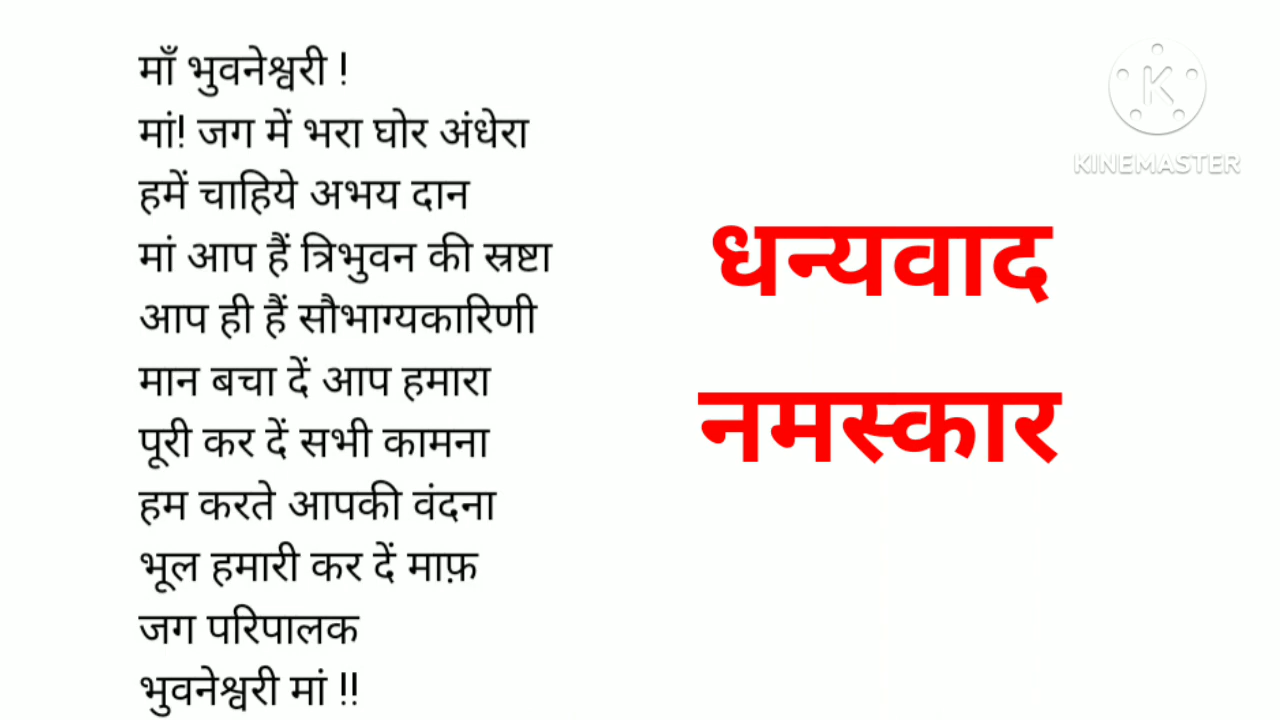 माँ भुवनेश्वरी !
मां! जग में भरा घोर अंधेरा
हमें चाहिये अभय दान
मां आप हैं त्रिभुवन की स्रष्टा
आप ही हैं सौभाग्यकारिणी
मान बचा दें आप हमारा
पूरी कर दें सभी कामना
हम करते आपकी वंदना
भूल हमारी कर दें माफ़
जग परिपालक
भुवनेश्वरी मां !!
धन्यवाद
नमस्कार
K
KINEMASTER